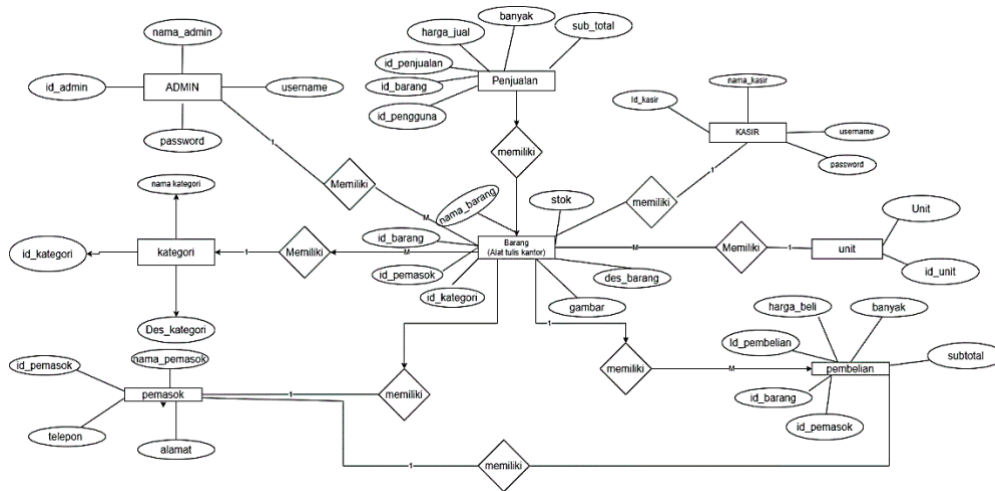 nama_admin
id_admin
ADMIN
username
password
banyak
harga_jual
sub_total
id_penjualan
Penjualan
id_barang
id_pengguna
nama_kasir
Id_kasir
KASIR
username
password
1
Memiliki
M
memiliki
1
memiliki
nama kategori
id_kategori
kategori
Des_kategori
1
Memiliki
M
nama_barang
stok
id_barang
Barang
(Alat tulis kantor)
id_pemasok
des_barang
id_kategori
gambar
M
Memiliki
1
unit
Unit
id_unit
nama_pemasok
id_pemasok
pemasok
telepon
alamat
1
memiliki
1
memiliki
M
harga_beli
banyak
Id_pembelian
subtotal
pembelian
id_barang
id_pemasok
1
memiliki